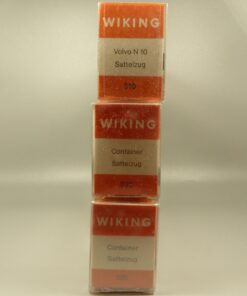 WIKING
Volvo N 10
Sattelzug
WIKING
Container
Sattelzug
WIKING
Container
Sattelzug